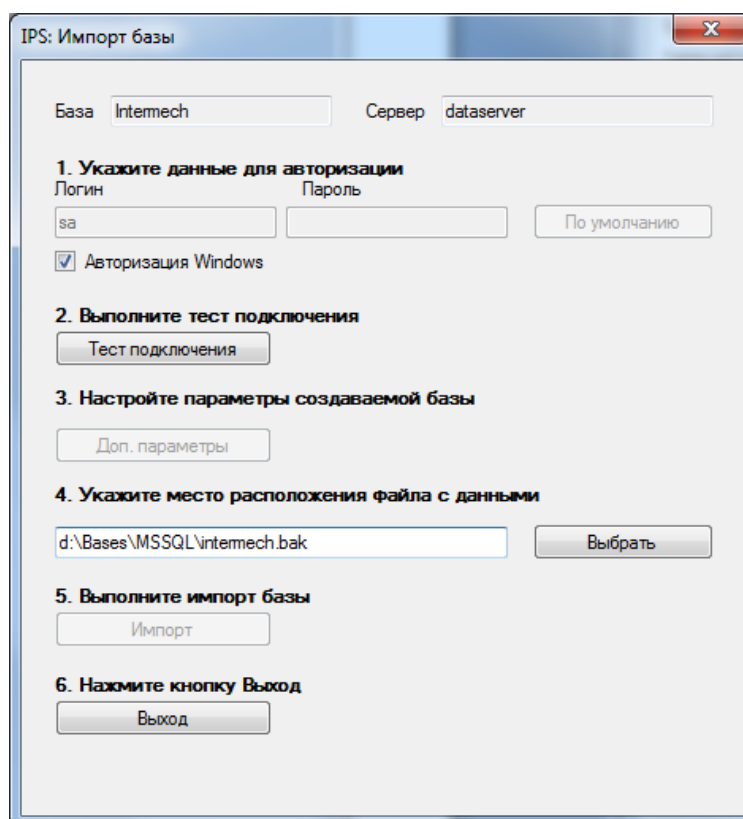 IPS: Импорт базы
База Intermech Сервер dataserver
1. Укажите данные для авторизации
Логин Пароль
sa По умолчанию
Авторизация Windows
2. Выполните тест подключения
Тест подключения
3. Настройте параметры создаваемой базы
Доп. параметры
4. Укажите место расположения файла с данными
d:\Bases\MSSQL\intermech.bak Выбрать
5. Выполните импорт базы
Импорт
6. Нажмите кнопку Выход
Выход